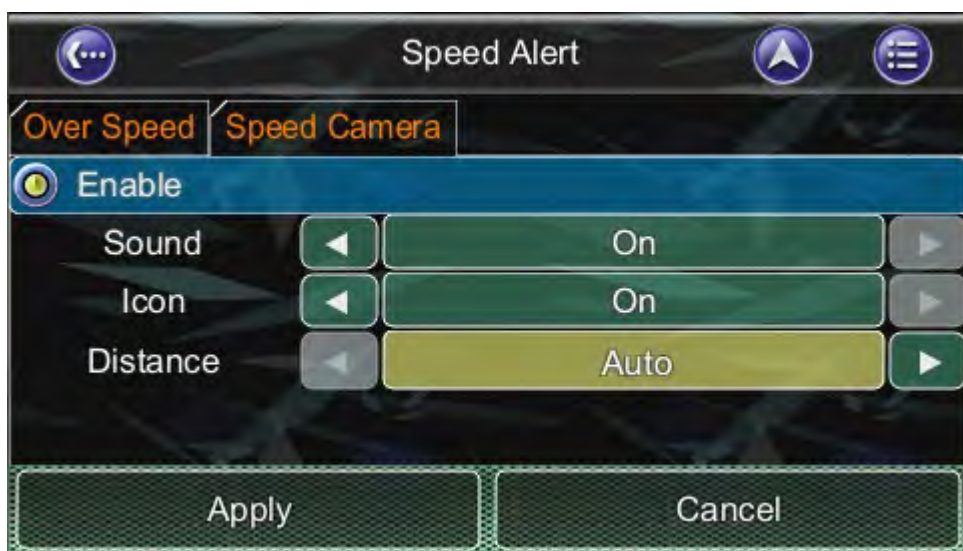 Speed Alert
Over Speed Speed Camera
Enable
Sound On
Icon On
Distance Auto
Apply Cancel